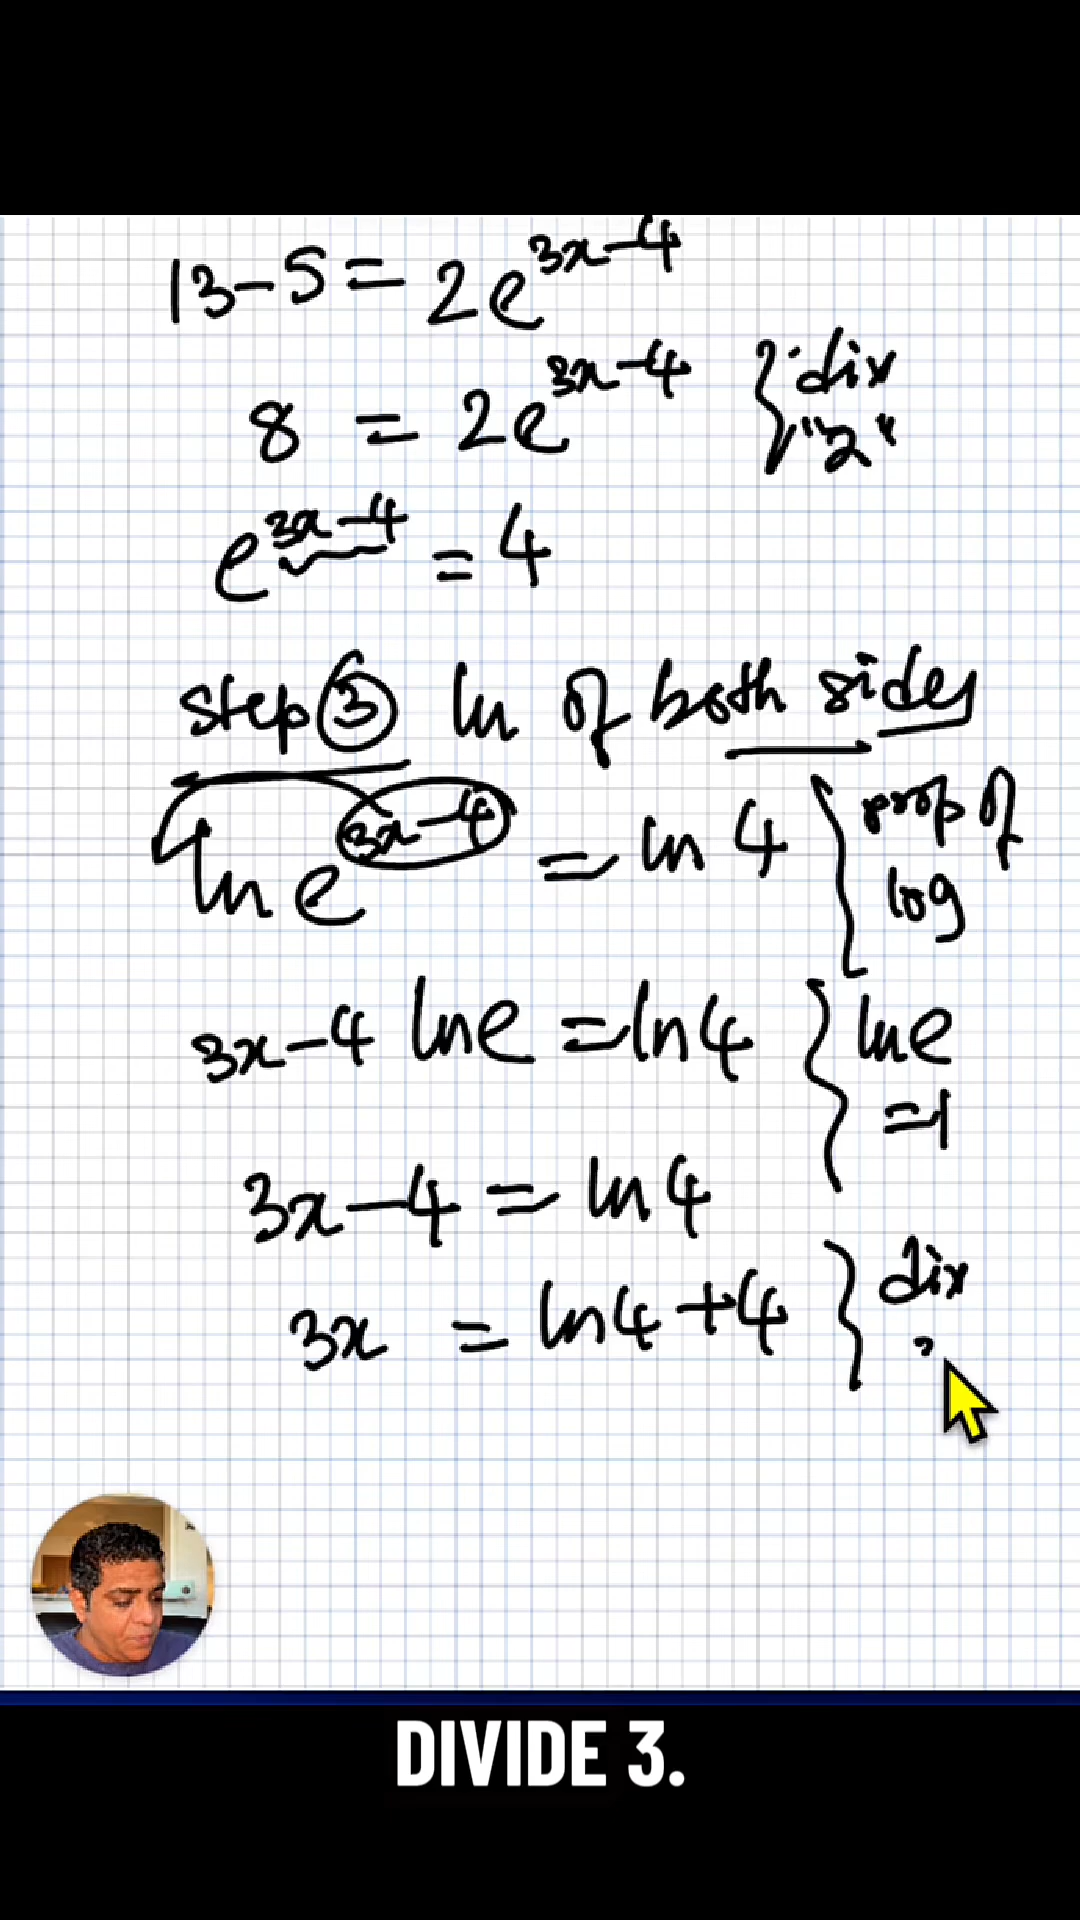 13-5=2e^{3x-4}
8 = 2e^{3x-4} } div "2"
e^{3x-4} = 4
step ③ ln of both sides
ln e^{3x-4} = ln 4 } prop of log
3x-4 lne = ln4 } lne =1
3x-4 = ln4
3x = ln4+4 } div
DIVIDE 3.